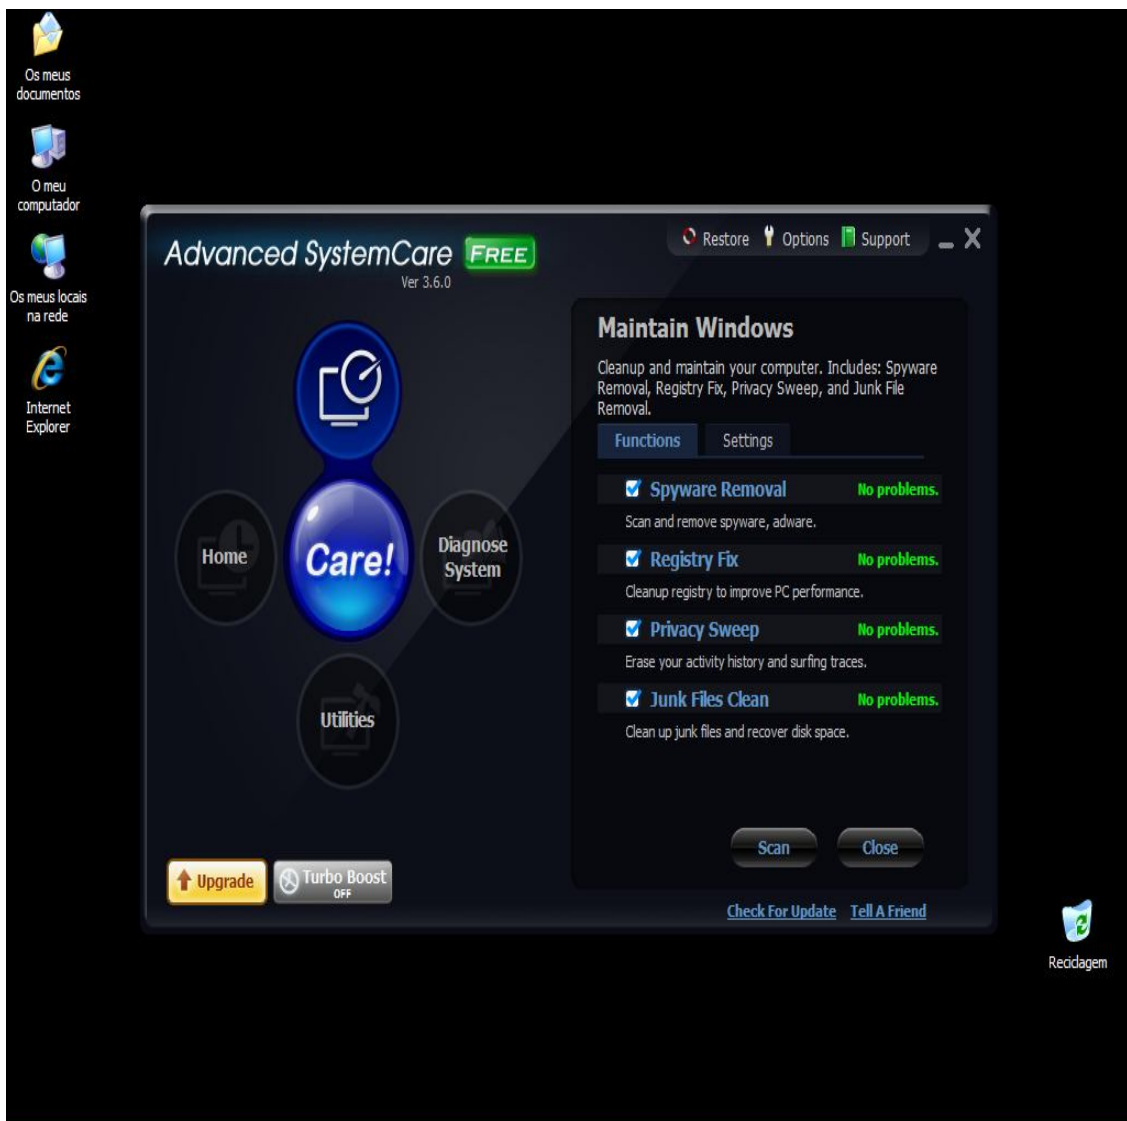 Os meus
documentos
O meu
computador
Os meus locais
na rede
Internet
Explorer
Advanced SystemCare FREE
Ver 3.6.0
Restore Options Support
Maintain Windows
Cleanup and maintain your computer. Includes: Spyware
Removal, Registry Fix, Privacy Sweep, and Junk File
Removal.
Functions Settings
Spyware Removal No problems.
Scan and remove spyware, adware.
Registry Fix No problems.
Cleanup registry to improve PC performance.
Privacy Sweep No problems.
Erase your activity history and surfing traces.
Junk Files Clean No problems.
Clean up junk files and recover disk space.
Home
Care!
Diagnose
System
Utilities
Scan Close
Upgrade
Turbo Boost
OFF
Check For Update Tell A Friend
Reciclagem